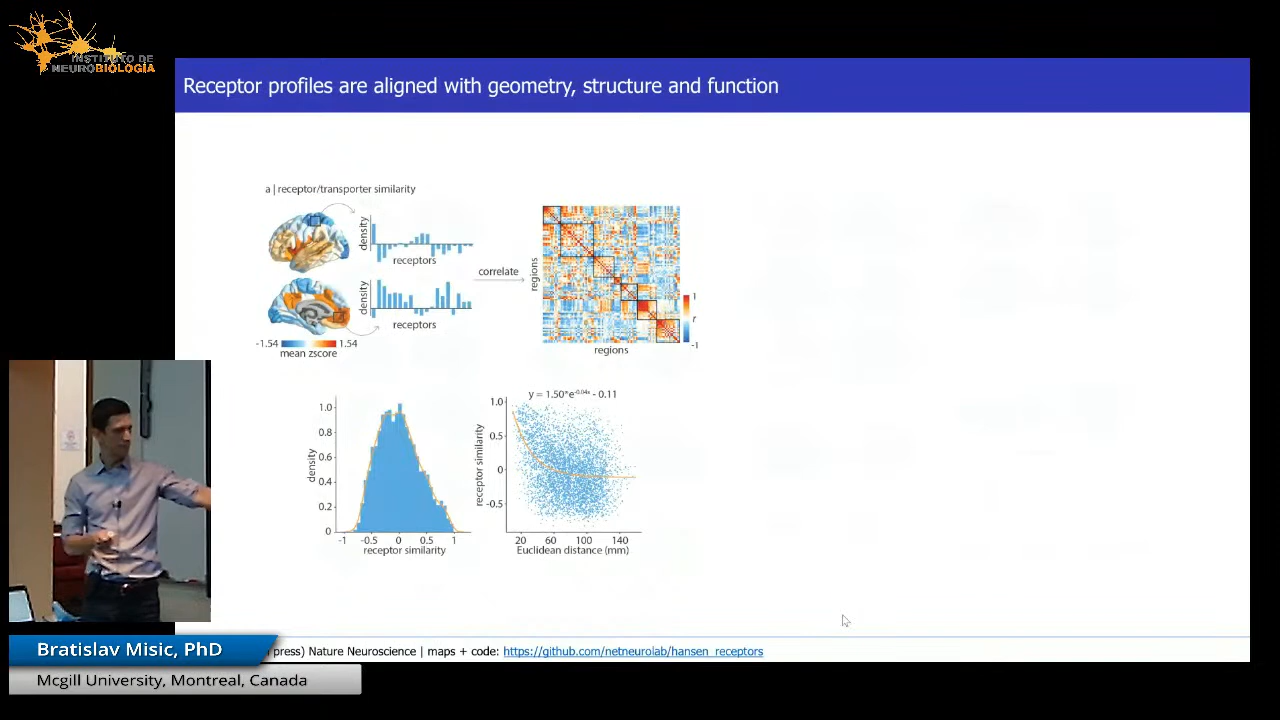 INSTITUTO DE
NEUROBIOLOGÍA
Receptor profiles are aligned with geometry, structure and function
a | receptor/transporter similarity
density
receptors
density
receptors
-1.54
1.54
mean zscore
correlate
regions
regions
1
r
-1
density
1.0
0.8
0.6
0.4
0.2
0
-1
-0.5
0
0.5
1
receptor similarity
y = 1.50*e^-0.04x - 0.11
receptor similarity
1.0
0.5
0
-0.5
20
60
100
140
Euclidean distance (mm)
press) Nature Neuroscience | maps + code: https://github.com/netneurolab/hansen_receptors
Bratislav Misic, PhD
Mcgill University, Montreal, Canada